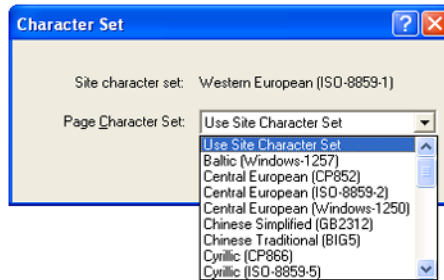 Character Set
Site character set: Western European (ISO-8859-1)
Page Character Set: Use Site Character Set
Use Site Character Set
Baltic (Windows-1257)
Central European (CP852)
Central European (ISO-8859-2)
Central European (Windows-1250)
Chinese Simplified (GB2312)
Chinese Traditional (BIG5)
Cyrillic (CP866)
Cyrillic (ISO-8859-5)